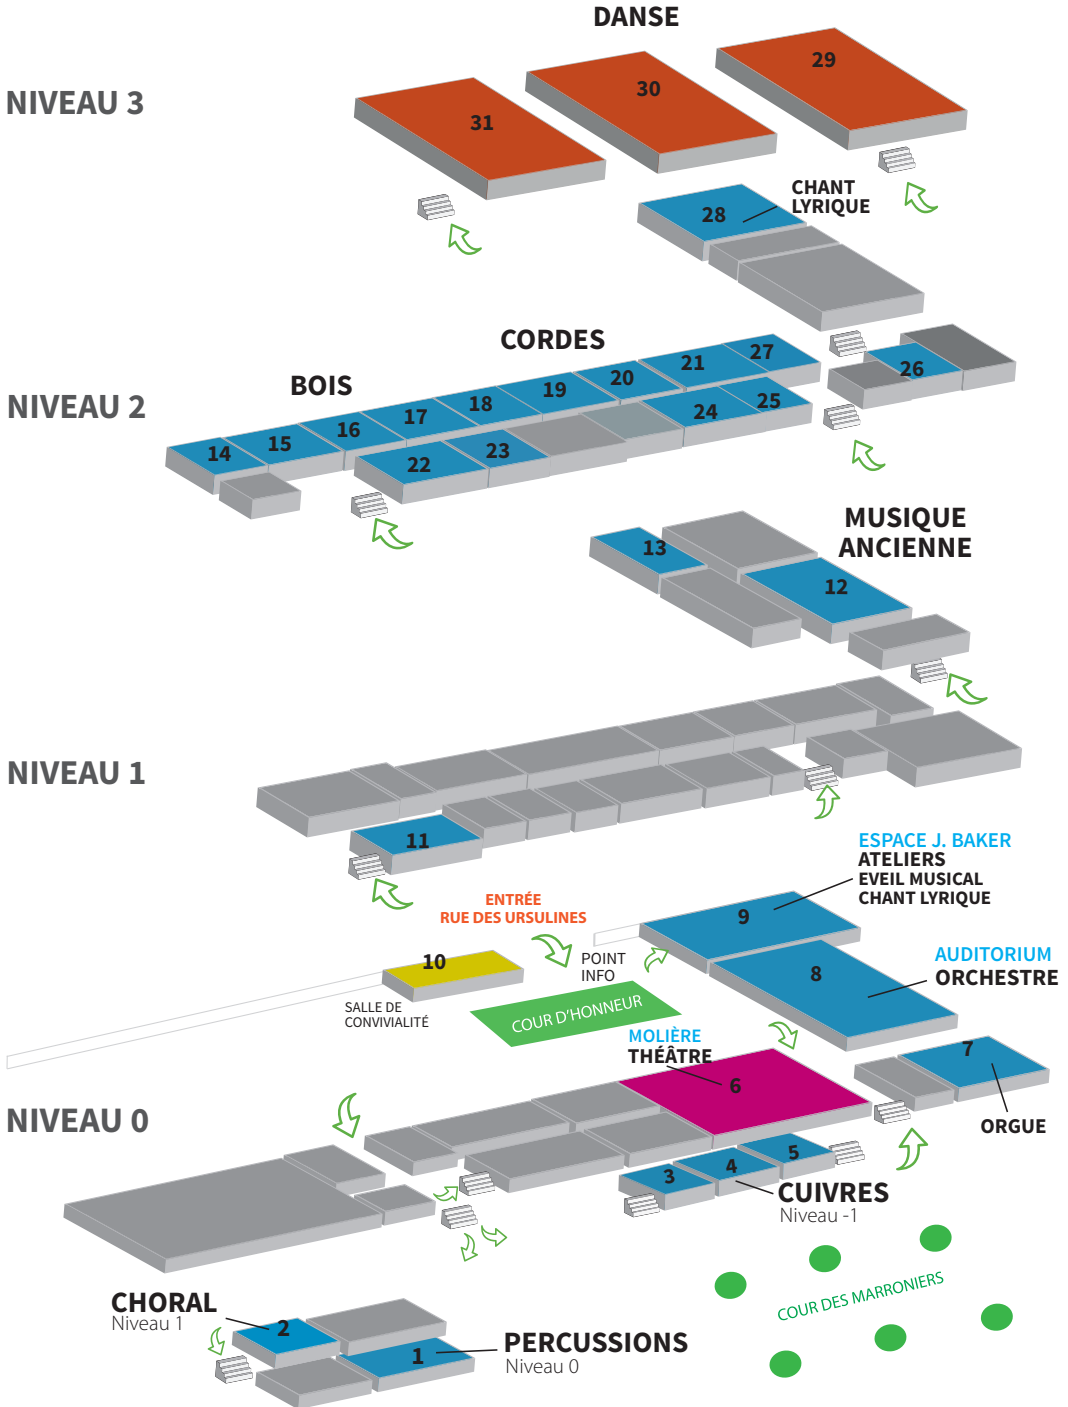 DANSE
NIVEAU 3
29
30
31
CHANT
LYRIQUE
28
CORDES
BOIS
NIVEAU 2
27
21
20
19
18
17
16
15
14
26
25
24
23
22
MUSIQUE
ANCIENNE
13
12
NIVEAU 1
11
ESPACE J. BAKER
ATELIERS
EVEIL MUSICAL
CHANT LYRIQUE
ENTRÉE
RUE DES URSULINES
9
POINT
INFO
10
AUDITORIUM
ORCHESTRE
8
SALLE DE
CONVIVIALITÉ
COUR D'HONNEUR
MOLIÈRE
THÉÂTRE
6
7
NIVEAU 0
ORGUE
5
4
3
CUIVRES
Niveau -1
COUR DES MARRONIERS
CHORAL
Niveau 1
2
PERCUSSIONS
Niveau 0
1